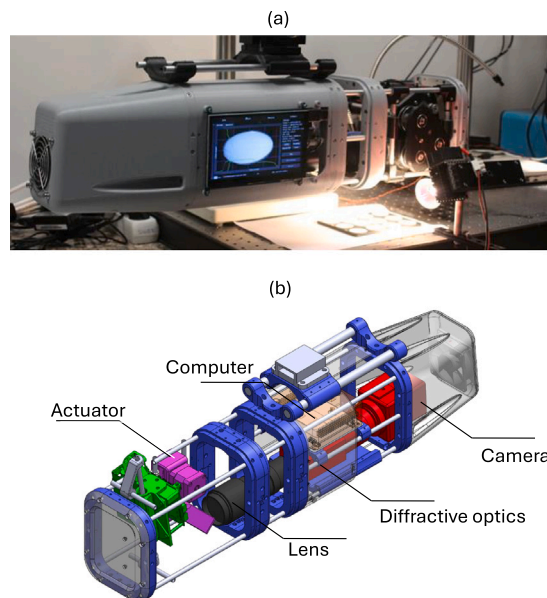 (a)
(b)
Computer
Actuator
Camera
Diffractive optics
Lens